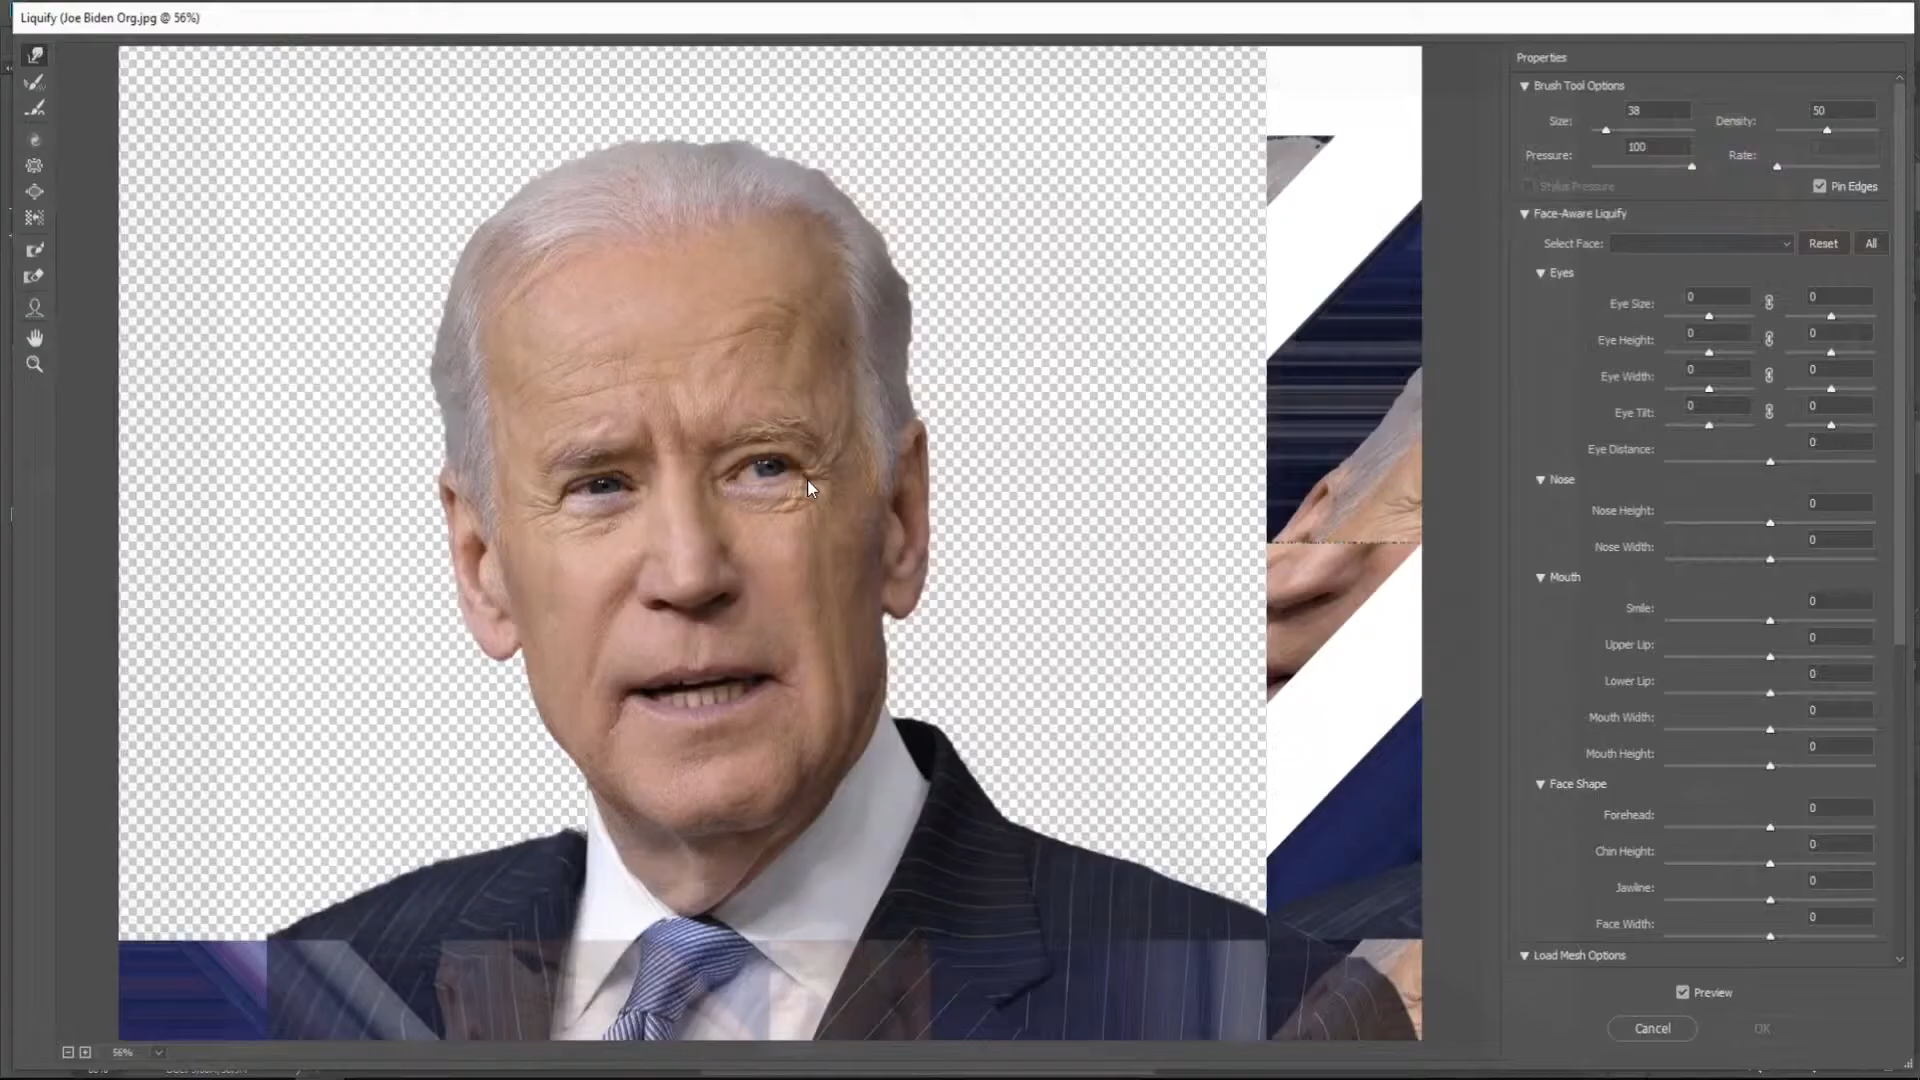 Liquify (Joe Biden Org.jpg @ 56%)
Properties
Brush Tool Options
Size: 38 Density: 50
Pressure: 100 Rate:
Stylus Pressure Pin Edges
Face-Aware Liquify
Select Face: Reset All
Eyes
Eye Size: 0 0
Eye Height: 0 0
Eye Width: 0 0
Eye Tilt: 0 0
Eye Distance: 0
Nose
Nose Height: 0
Nose Width: 0
Mouth
Smile: 0
Upper Lip: 0
Lower Lip: 0
Mouth Width: 0
Mouth Height: 0
Face Shape
Forehead: 0
Chin Height: 0
Jawline: 0
Face Width: 0
Load Mesh Options
Preview
Cancel OK
56%